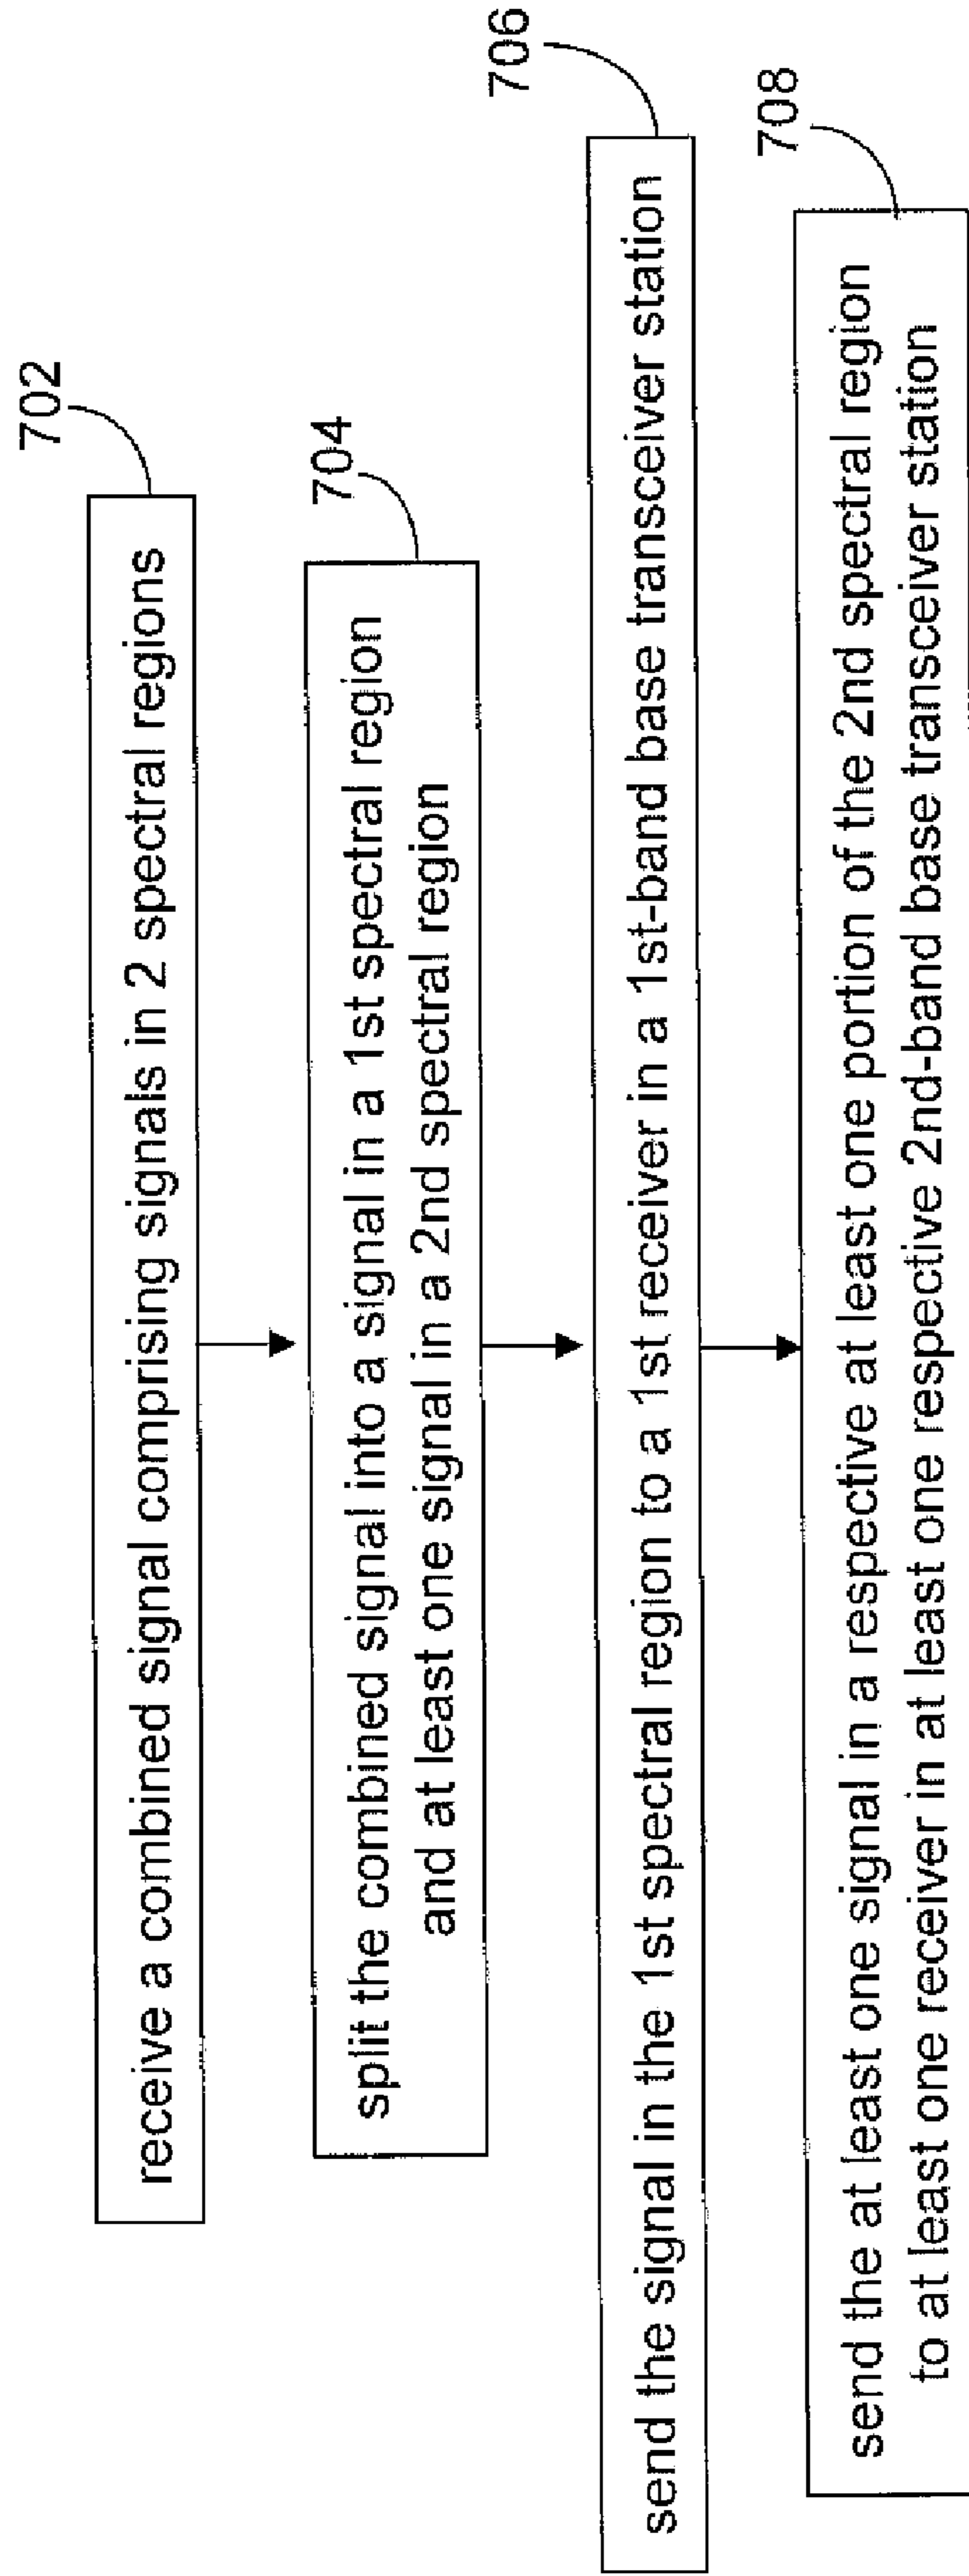 702
receive a combined signal comprising signals in 2 spectral regions
704
split the combined signal into a signal in a 1st spectral region
and at least one signal in a 2nd spectral region
706
send the signal in the 1st spectral region to a 1st receiver in a 1st-band base transceiver station
708
send the at least one signal in a respective at least one portion of the 2nd spectral region
to at least one receiver in at least one respective 2nd-band base transceiver station